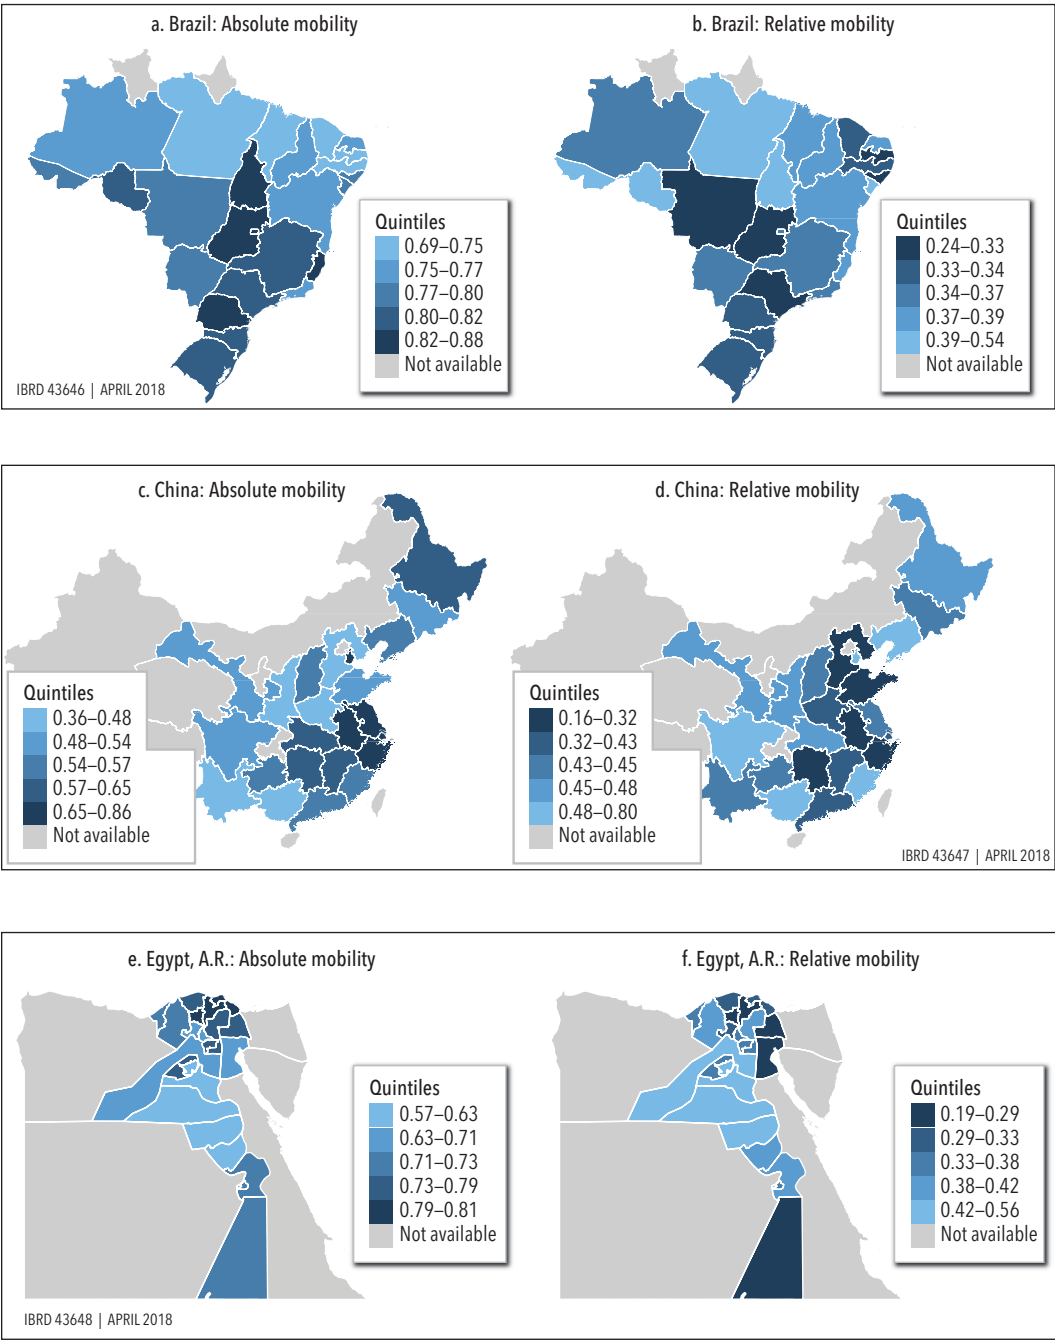 a. Brazil: Absolute mobility
b. Brazil: Relative mobility
Quintiles
0.69–0.75
0.75–0.77
0.77–0.80
0.80–0.82
0.82–0.88
Not available
Quintiles
0.24–0.33
0.33–0.34
0.34–0.37
0.37–0.39
0.39–0.54
Not available
IBRD 43646 | APRIL 2018
c. China: Absolute mobility
d. China: Relative mobility
Quintiles
0.36–0.48
0.48–0.54
0.54–0.57
0.57–0.65
0.65–0.86
Not available
Quintiles
0.16–0.32
0.32–0.43
0.43–0.45
0.45–0.48
0.48–0.80
Not available
IBRD 43647 | APRIL 2018
e. Egypt, A.R.: Absolute mobility
f. Egypt, A.R.: Relative mobility
Quintiles
0.57–0.63
0.63–0.71
0.71–0.73
0.73–0.79
0.79–0.81
Not available
Quintiles
0.19–0.29
0.29–0.33
0.33–0.38
0.38–0.42
0.42–0.56
Not available
IBRD 43648 | APRIL 2018